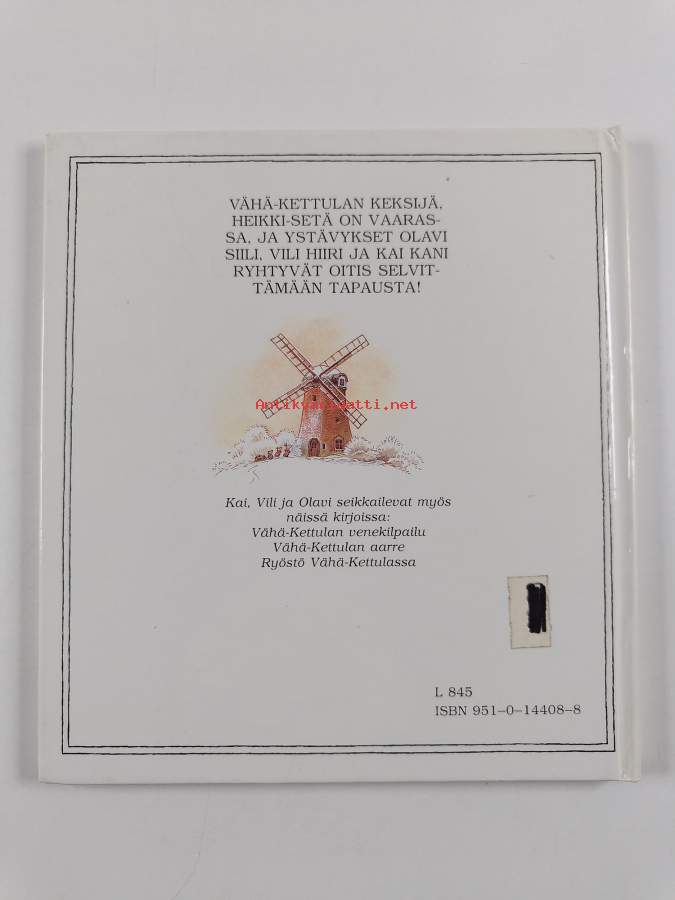 VÄHÄ-KETTULAN KEKSIJÄ,
HEIKKI-SETÄ ON VAARAS-
SA, JA YSTÄVYKSET OLAVI
SIILI, VILI HIIRI JA KAI KANI
RYHTYVÄT OITIS SELVIT-
TÄMÄÄN TAPAUSTA!
Antikvariaatti.net
Kai, Vili ja Olavi seikkailevat myös
näissä kirjoissa:
Vähä-Kettulan venekilpailu
Vähä-Kettulan aarre
Ryöstö Vähä-Kettulassa
L 845
ISBN 951-0-14408-8